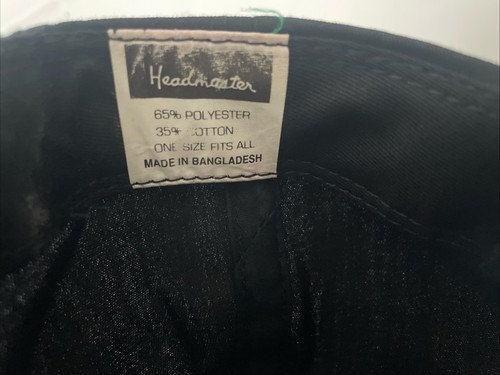 Headmaster
65% POLYESTER
35% COTTON
ONE SIZE FITS ALL
MADE IN BANGLADESH